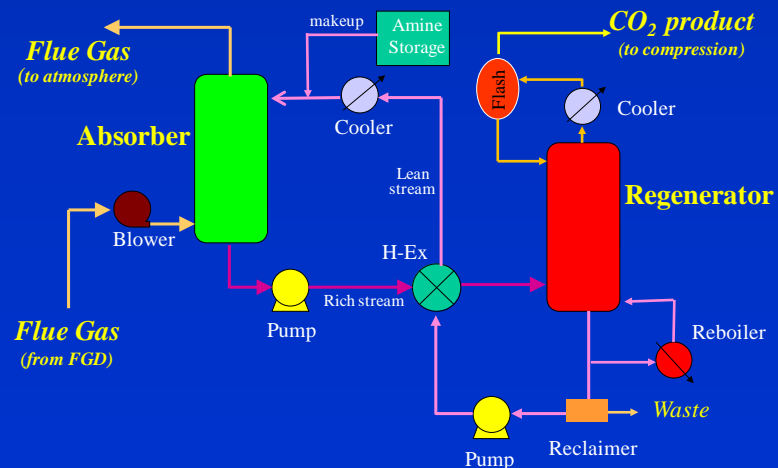 makeup
Amine
Storage
CO2 product
(to compression)
Flue Gas
(to atmosphere)
Flash
Cooler
Cooler
Absorber
Lean
stream
Regenerator
Blower
H-Ex
Rich stream
Pump
Flue Gas
(from FGD)
Reboiler
Waste
Reclaimer
Pump